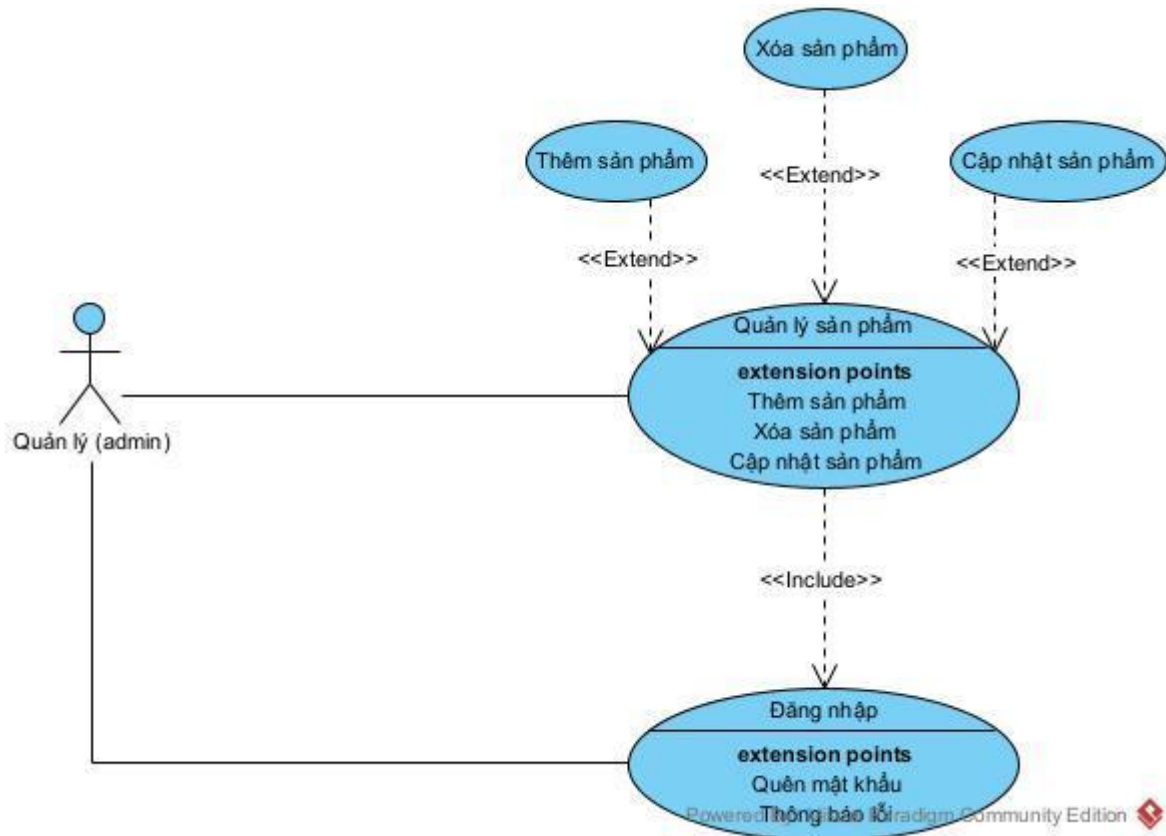 Xóa sản phẩm
Thêm sản phẩm
Cập nhật sản phẩm
<<Extend>>
<<Extend>>
<<Extend>>
Quản lý sản phẩm
extension points
Thêm sản phẩm
Xóa sản phẩm
Cập nhật sản phẩm
Quản lý (admin)
<<Include>>
Đăng nhập
extension points
Quên mật khẩu
Thông báo lỗi
Powered Paradigm Community Edition